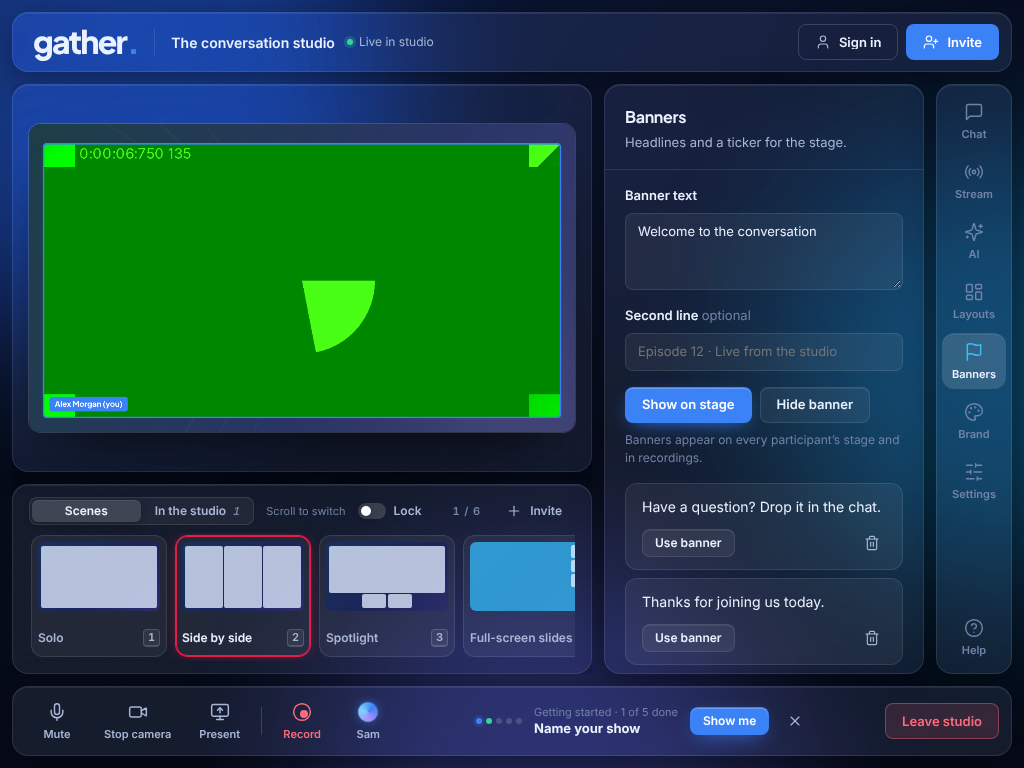 gather.
The conversation studio
Live in studio
Sign in
Invite
0:00:06:750 135
Alex Morgan (you)
Scenes
In the studio 1
Scroll to switch
Lock
1 / 6
Invite
Solo
1
Side by side
2
Spotlight
3
Full-screen slides
Banners
Headlines and a ticker for the stage.
Banner text
Welcome to the conversation
Second line optional
Episode 12 · Live from the studio
Show on stage
Hide banner
Banners appear on every participant's stage and
in recordings.
Have a question? Drop it in the chat.
Use banner
Thanks for joining us today.
Use banner
Chat
Stream
AI
Layouts
Banners
Brand
Settings
Help
Mute
Stop camera
Present
Record
Sam
Getting started · 1 of 5 done
Name your show
Show me
Leave studio